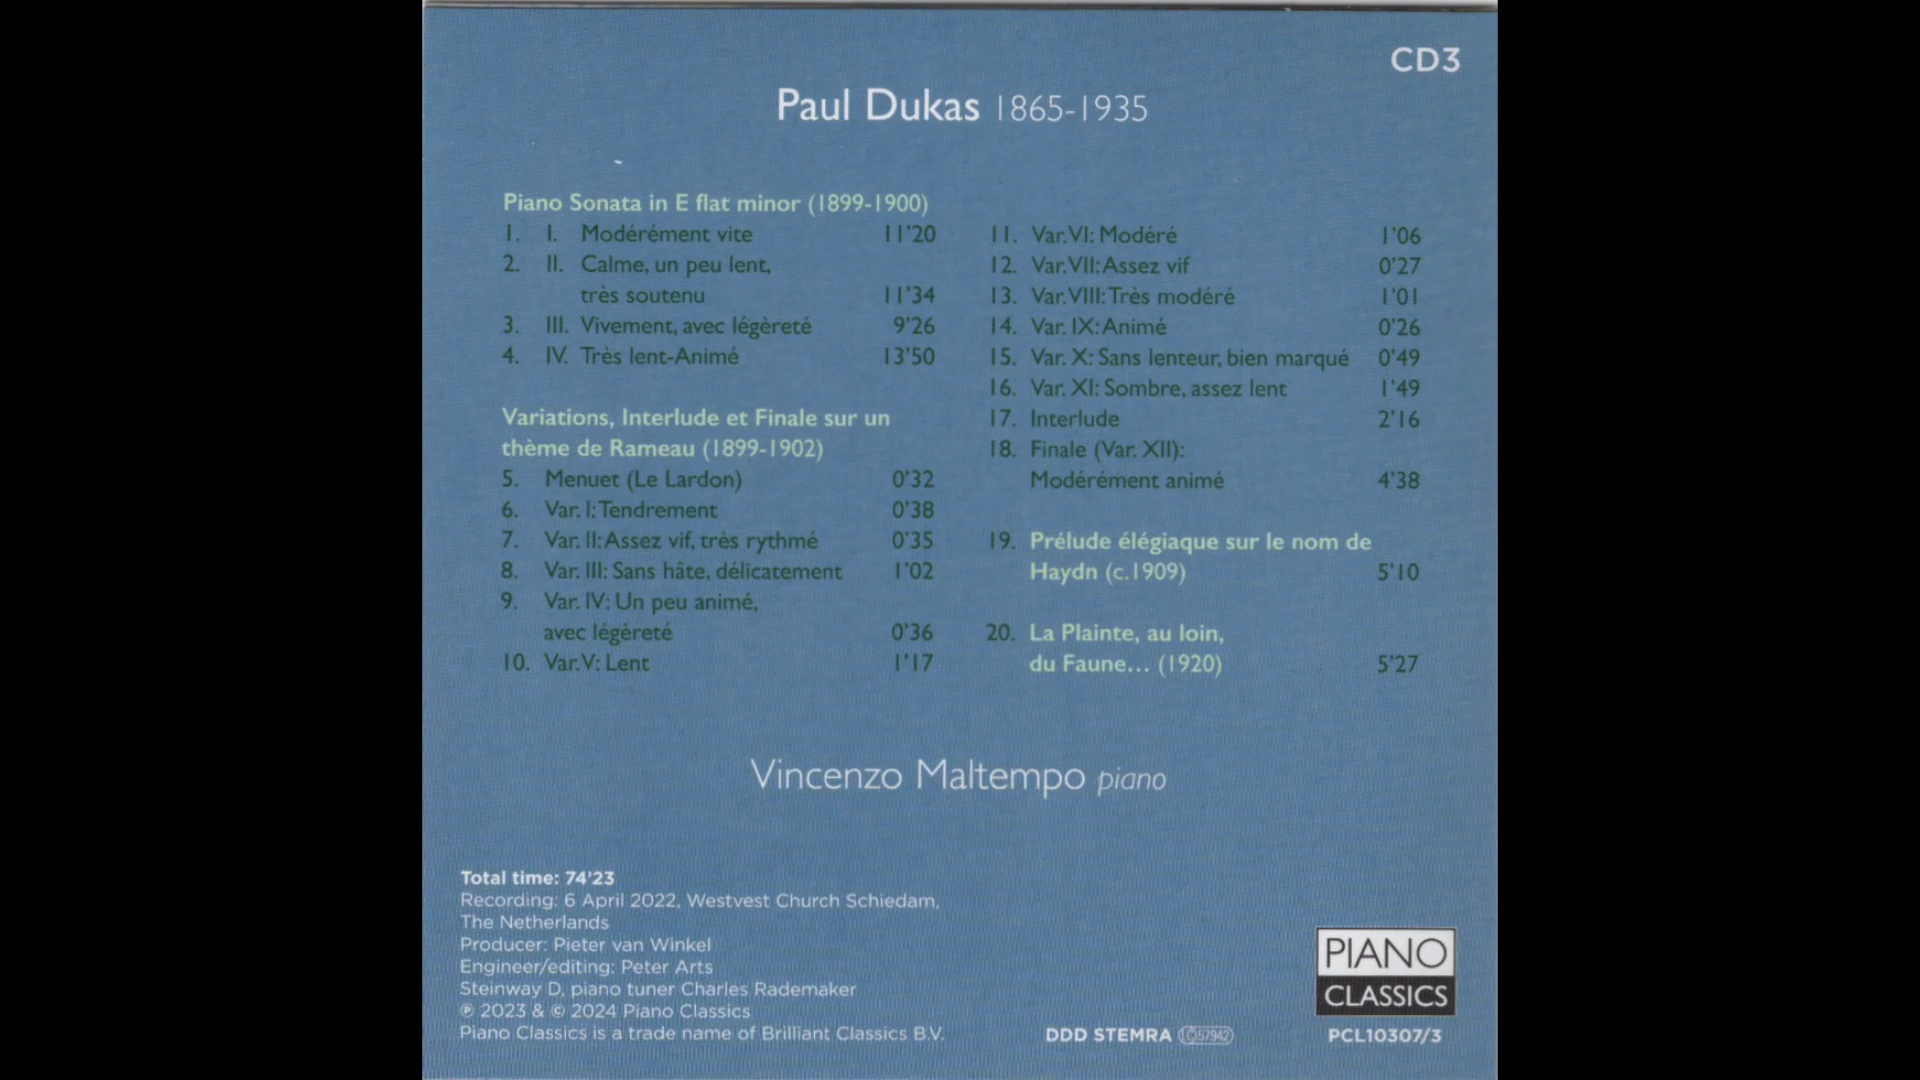 CD3
Paul Dukas 1865-1935
Piano Sonata in E flat minor (1899-1900)
1. I. Modérément vite 11'20
2. II. Calme, un peu lent,
très soutenu 11'34
3. III. Vivement, avec légèreté 9'26
4. IV. Très lent-Animé 13'50
Variations, Interlude et Finale sur un
thème de Rameau (1899-1902)
5. Menuet (Le Lardon) 0'32
6. Var. I: Tendrement 0'38
7. Var. II: Assez vif, très rythmé 0'35
8. Var. III: Sans hâte, délicatement 1'02
9. Var. IV: Un peu animé,
avec légèreté 0'36
10. Var. V: Lent 1'17
11. Var. VI: Modéré 1'06
12. Var. VII: Assez vif 0'27
13. Var. VIII: Très modéré 1'01
14. Var. IX: Animé 0'26
15. Var. X: Sans lenteur, bien marqué 0'49
16. Var. XI: Sombre, assez lent 1'49
17. Interlude 2'16
18. Finale (Var. XII):
Modérément animé 4'38
19. Prélude élégiaque sur le nom de
Haydn (c.1909) 5'10
20. La Plainte, au loin,
du Faune... (1920) 5'27
Vincenzo Maltempo piano
Total time: 74'23
Recording: 6 April 2022, Westvest Church Schiedam,
The Netherlands
Producer: Pieter van Winkel
Engineer/editing: Peter Arts
Steinway D, piano tuner Charles Rademaker
℗ 2023 & © 2024 Piano Classics
Piano Classics is a trade name of Brilliant Classics B.V.
DDD STEMRA LC 57942
PIANO
CLASSICS
PCL10307/3